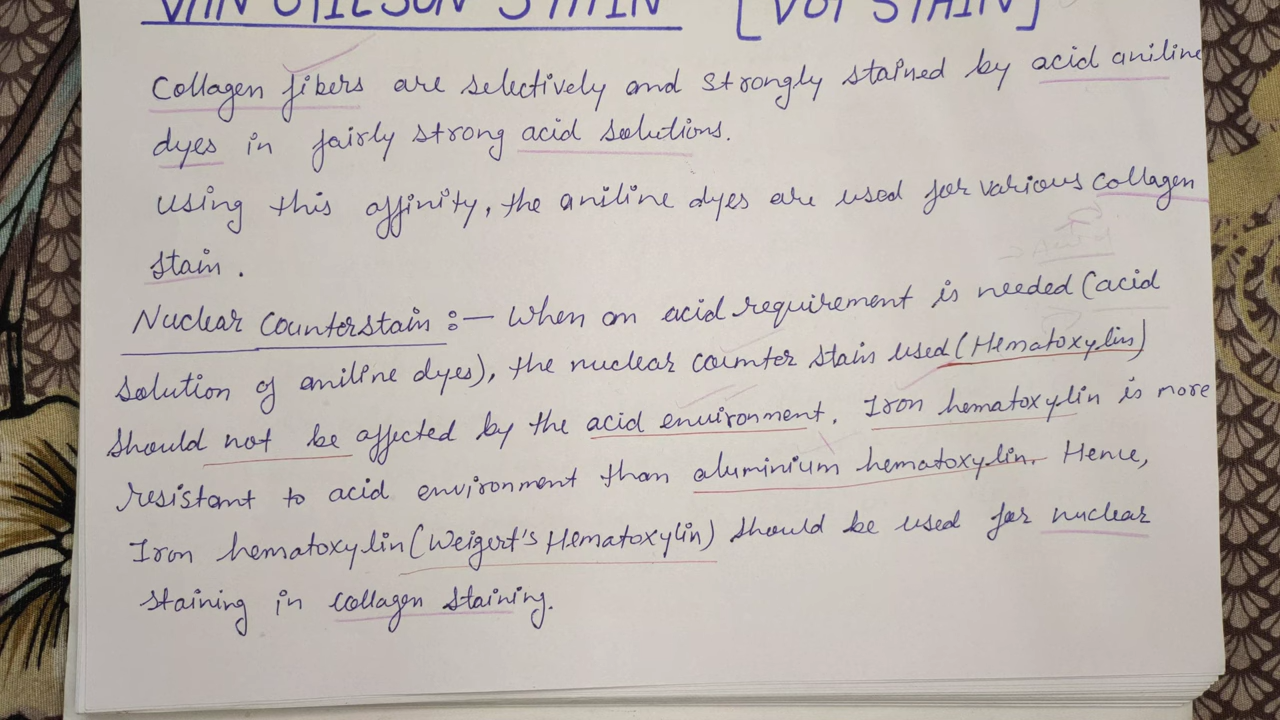 VAN GIESON STAIN [VG STAIN]
Collagen fibers are selectively and strongly stained by acid aniline
dyes in fairly strong acid solutions.
Using this affinity, the aniline dyes are used for various collagen
stain.
Nuclear Counterstain :— When an acid requirement is needed (acid
solution of aniline dyes), the nuclear counter stain used (Hematoxylin)
should not be affected by the acid environment. Iron hematoxylin is more
resistant to acid environment than aluminium hematoxylin. Hence,
Iron hematoxylin (Weigert's Hematoxylin) should be used for nuclear
staining in collagen staining.